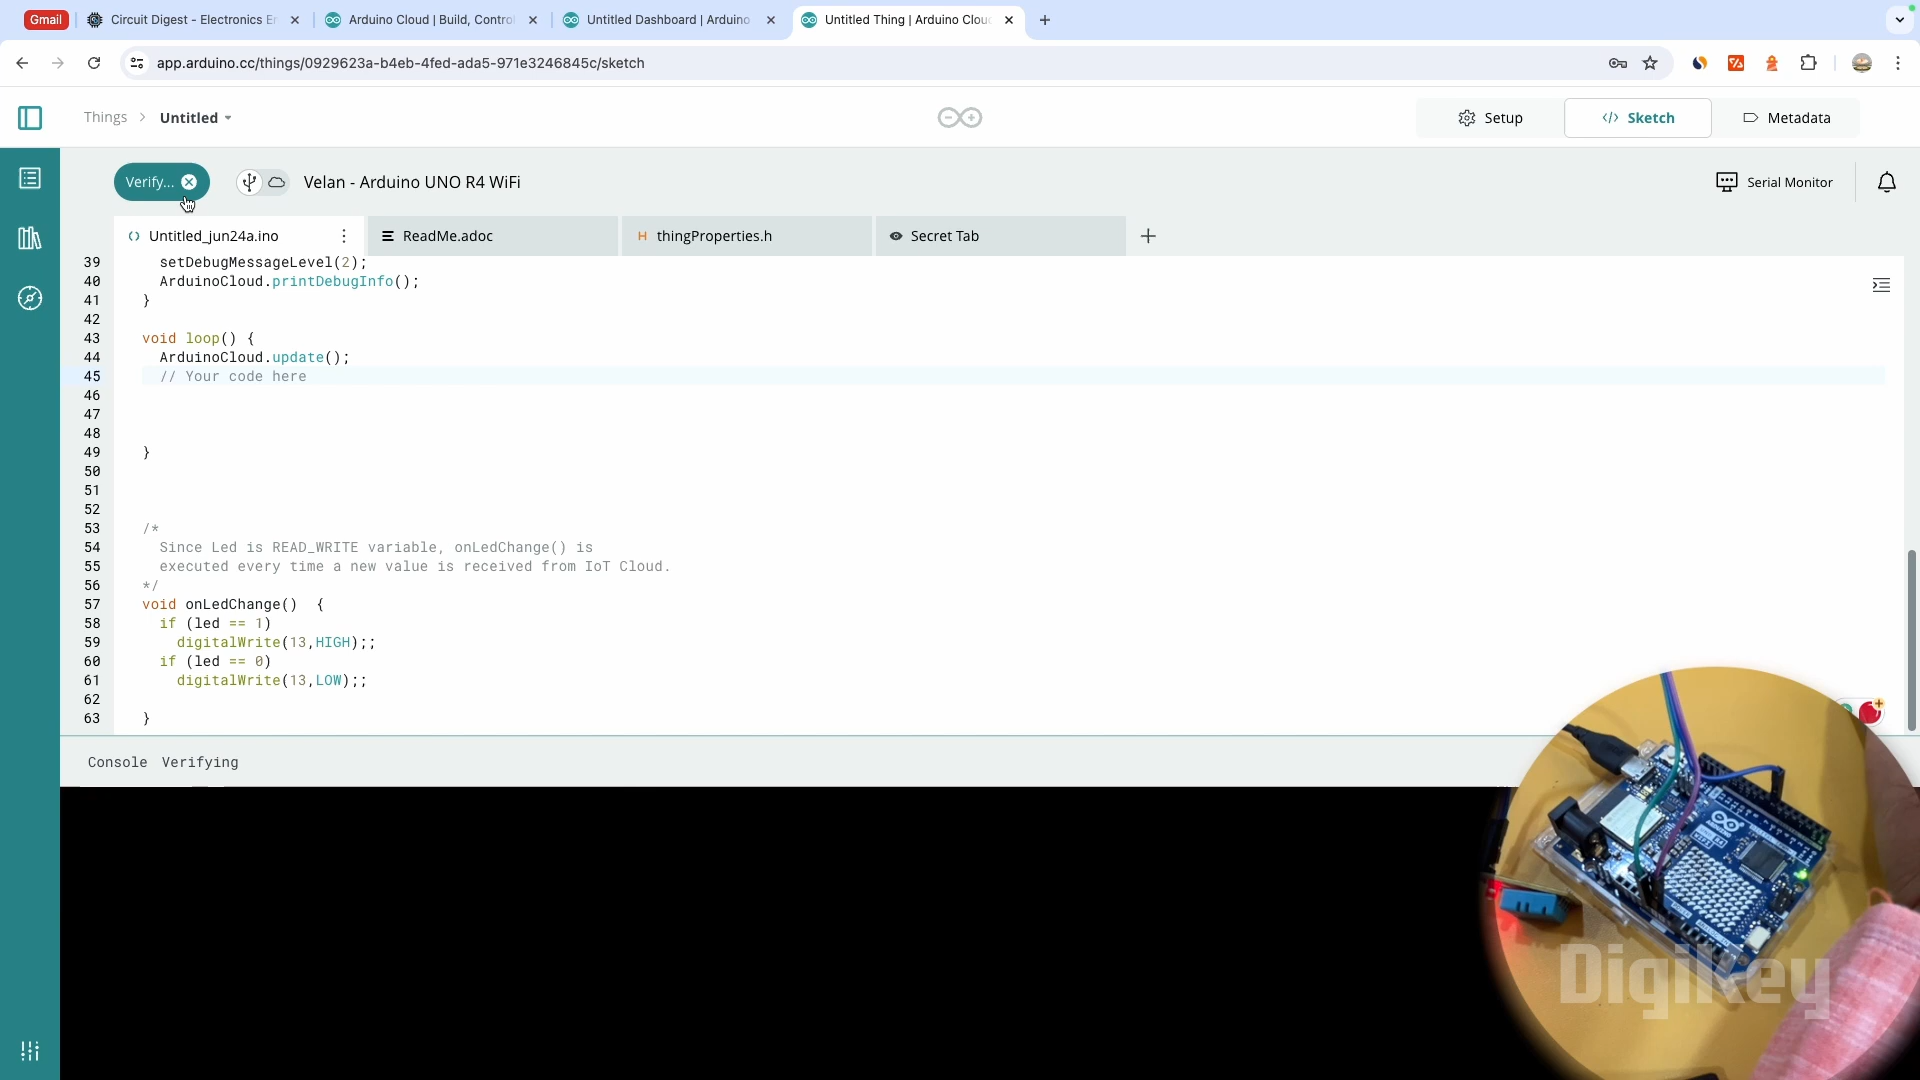 Gmail
Circuit Digest - Electronics Er
Arduino Cloud | Build, Contro
Untitled Dashboard | Arduino
Untitled Thing | Arduino Clou
app.arduino.cc/things/0929623a-b4eb-4fed-ada5-971e3246845c/sketch
Things > Untitled
Setup
</> Sketch
Metadata
Verify...
Velan - Arduino UNO R4 WiFi
Serial Monitor
Untitled_jun24a.ino
ReadMe.adoc
H thingProperties.h
Secret Tab
39 setDebugMessageLevel(2);
40 ArduinoCloud.printDebugInfo();
41 }
42
43 void loop() {
44 ArduinoCloud.update();
45 // Your code here
46
47
48
49 }
50
51
52
53 /*
54 Since Led is READ_WRITE variable, onLedChange() is
55 executed every time a new value is received from IoT Cloud.
56 */
57 void onLedChange()  {
58 if (led == 1)
59 digitalWrite(13,HIGH);;
60 if (led == 0)
61 digitalWrite(13,LOW);;
62
63 }
Console Verifying
DigiKey